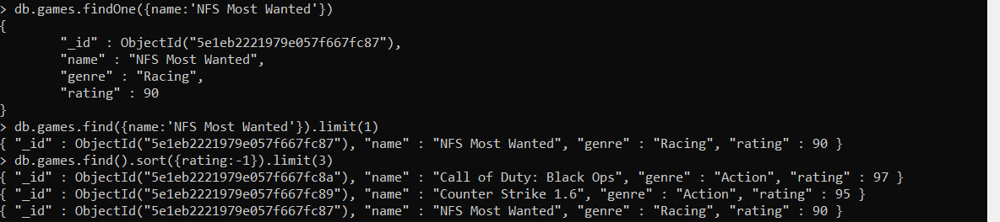 > db.games.findOne({name:'NFS Most Wanted'})
{
        "_id" : ObjectId("5e1eb2221979e057f667fc87"),
        "name" : "NFS Most Wanted",
        "genre" : "Racing",
        "rating" : 90
}
> db.games.find({name:'NFS Most Wanted'}).limit(1)
{ "_id" : ObjectId("5e1eb2221979e057f667fc87"), "name" : "NFS Most Wanted", "genre" : "Racing", "rating" : 90 }
> db.games.find().sort({rating:-1}).limit(3)
{ "_id" : ObjectId("5e1eb2221979e057f667fc8a"), "name" : "Call of Duty: Black Ops", "genre" : "Action", "rating" : 97 }
{ "_id" : ObjectId("5e1eb2221979e057f667fc89"), "name" : "Counter Strike 1.6", "genre" : "Action", "rating" : 95 }
{ "_id" : ObjectId("5e1eb2221979e057f667fc87"), "name" : "NFS Most Wanted", "genre" : "Racing", "rating" : 90 }